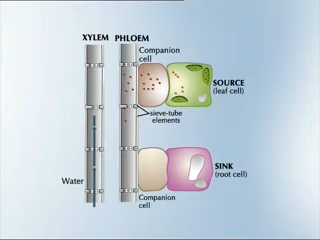 XYLEM PHLOEM
Companion
cell
SOURCE
(leaf cell)
sieve-tube
elements
SINK
(root cell)
Water
Companion
cell